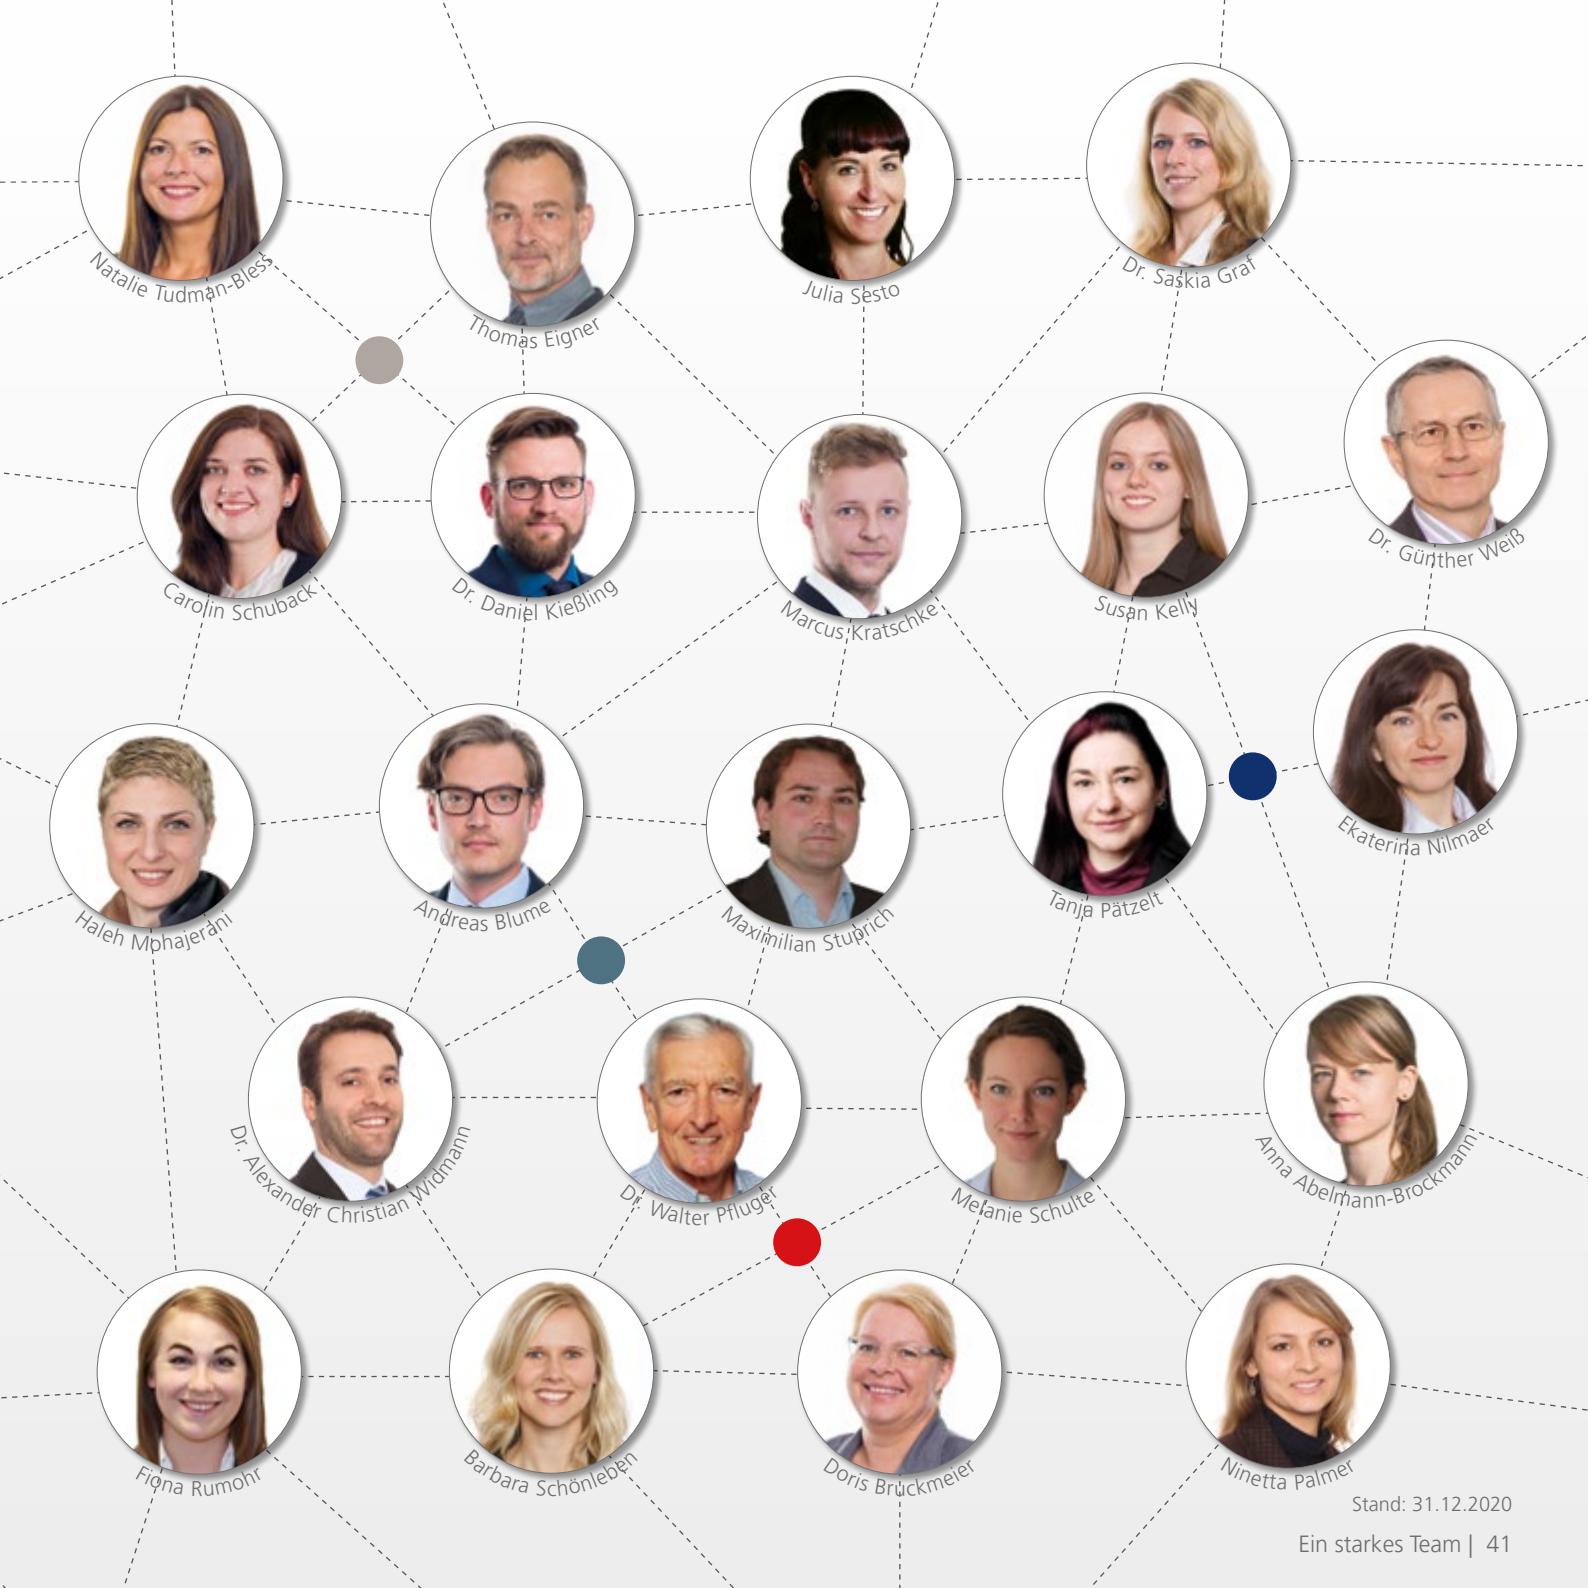 Natalie Tudman-Bless
Thomas Eigner
Julia Sesto
Dr. Saskia Graf
Carolin Schuback
Dr. Daniel Kießling
Marcus Kratschke
Susan Kelly
Dr. Günther Weiß
Haleh Mohajerani
Andreas Blume
Maximilian Stuprich
Tanja Pätzelt
Ekaterina Nilmaer
Dr. Alexander Christian Widmann
Dr. Walter Pfluger
Melanie Schulte
Anna Abelmann-Brockmann
Fiona Rumohr
Barbara Schönleben
Doris Bruckmeier
Ninetta Palmer
Stand: 31.12.2020
Ein starkes Team | 41